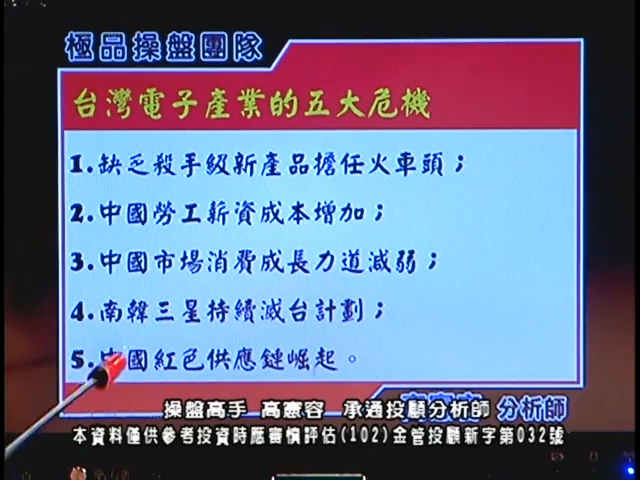 極品操盤團隊
台灣電子產業的五大危機
1.缺乏殺手級新產品擔任火車頭；
2.中國勞工薪資成本增加；
3.中國市場消費成長力道減弱；
4.南韓三星持續滅台計劃；
5.中國紅色供應鏈崛起。
分析師
操盤高手 高憲容 承通投顧分析師
本資料僅供參考投資時應審慎評估(102)金管投顧新字第032號